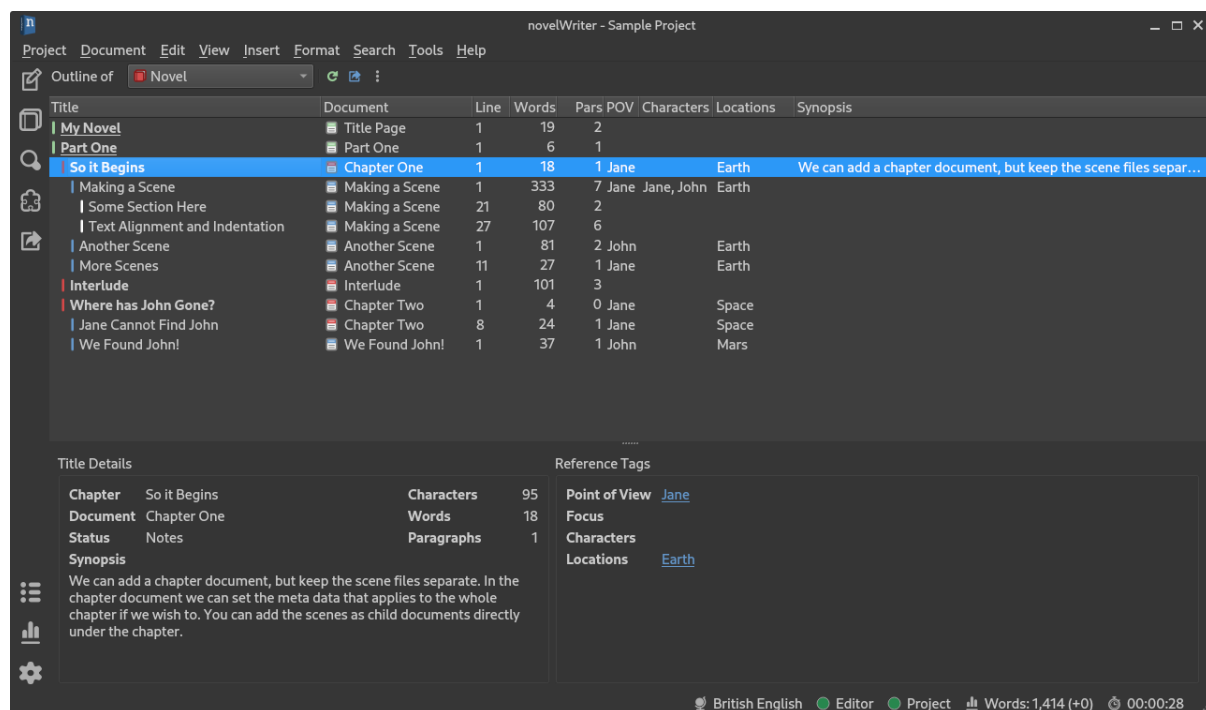 novelWriter - Sample Project
Project Document Edit View Insert Format Search Tools Help
Outline of Novel
Title Document Line Words Pars POV Characters Locations Synopsis
My Novel Title Page 1 19 2
Part One Part One 1 6 1
So it Begins Chapter One 1 18 1 Jane Earth We can add a chapter document, but keep the scene files separ...
Making a Scene Making a Scene 1 333 7 Jane Jane, John Earth
Some Section Here Making a Scene 21 80 2
Text Alignment and Indentation Making a Scene 27 107 6
Another Scene Another Scene 1 81 2 John Earth
More Scenes Another Scene 11 27 1 Jane Earth
Interlude Interlude 1 101 3
Where has John Gone? Chapter Two 1 4 0 Jane Space
Jane Cannot Find John Chapter Two 8 24 1 Jane Space
We Found John! We Found John! 1 37 1 John Mars
Title Details
Chapter So it Begins Characters 95
Document Chapter One Words 18
Status Notes Paragraphs 1
Synopsis
We can add a chapter document, but keep the scene files separate. In the
chapter document we can set the meta data that applies to the whole
chapter if we wish to. You can add the scenes as child documents directly
under the chapter.
Reference Tags
Point of View Jane
Focus
Characters
Locations Earth
British English Editor Project Words: 1,414 (+0) 00:00:28